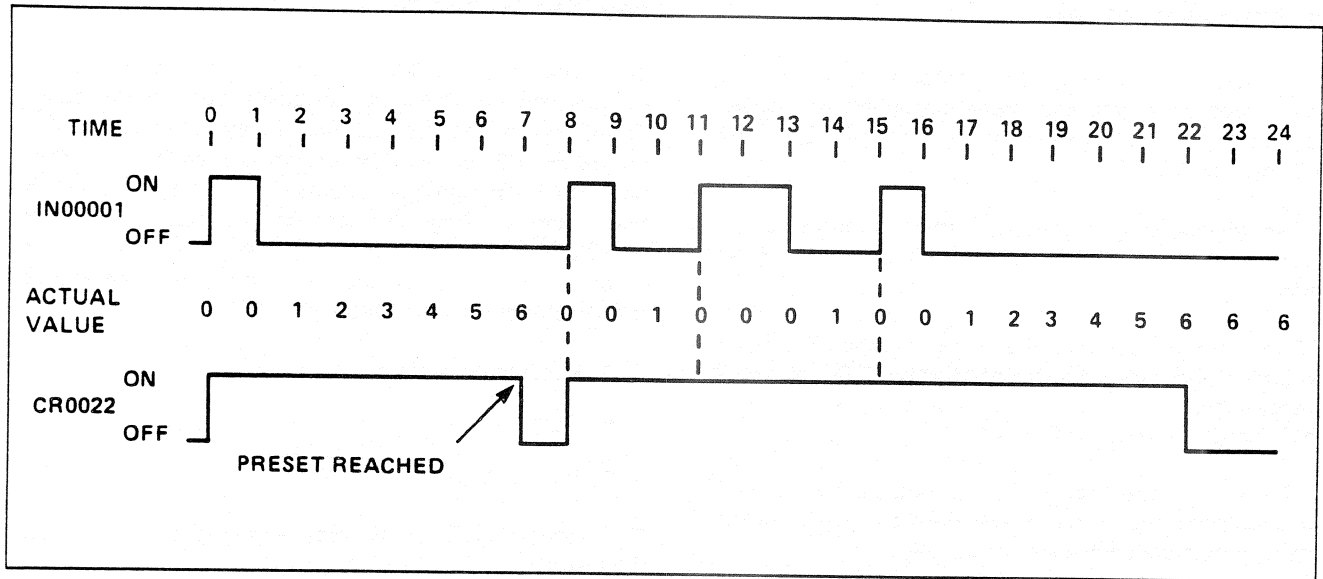 TIME 0 1 2 3 4 5 6 7 8 9 10 11 12 13 14 15 16 17 18 19 20 21 22 23 24
ON
IN00001
OFF
ACTUAL
VALUE
0 0 1 2 3 4 5 6 0 0 1 0 0 0 1 0 0 1 2 3 4 5 6 6 6
ON
CR0022
OFF
PRESET REACHED